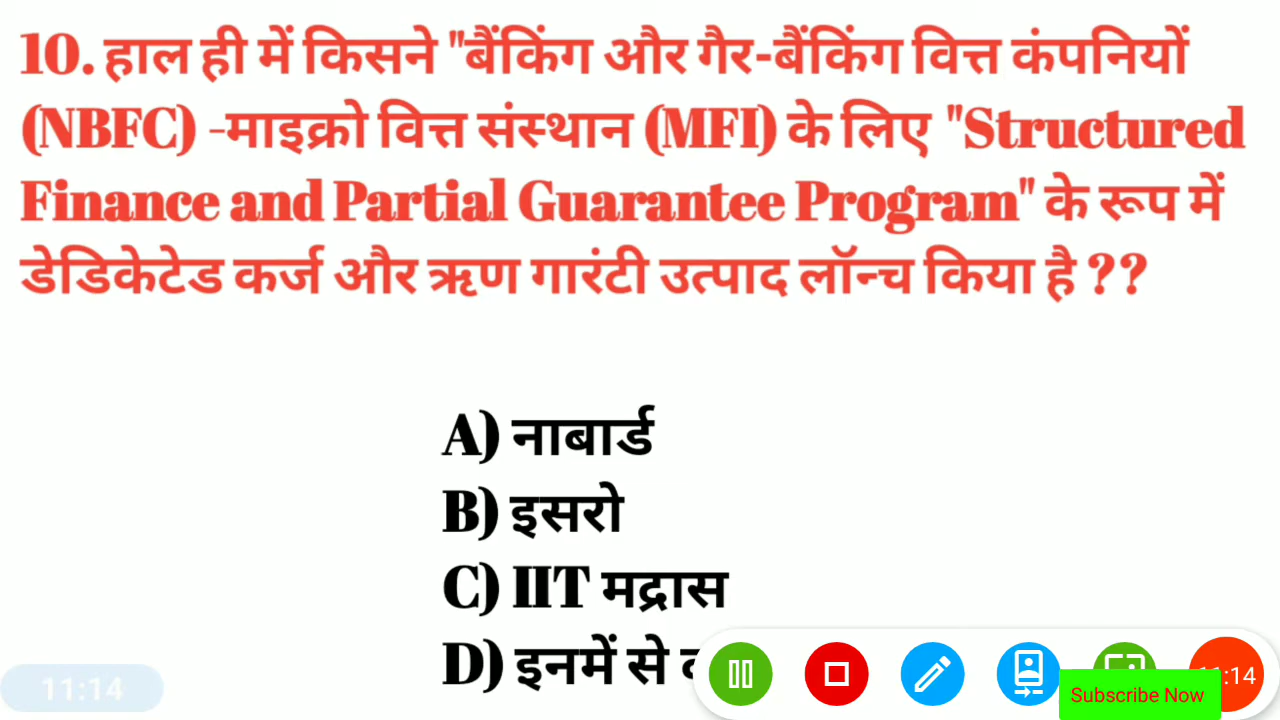 10. हाल ही में किसने "बैंकिंग और गैर-बैंकिंग वित्त कंपनियों
(NBFC) -माइक्रो वित्त संस्थान (MFI) के लिए "Structured
Finance and Partial Guarantee Program" के रूप में
डेडिकेटेड कर्ज और ऋण गारंटी उत्पाद लॉन्च किया है ??
A) नाबार्ड
B) इसरो
C) IIT मद्रास
D) इनमें से
11:14
:14
Subscribe Now